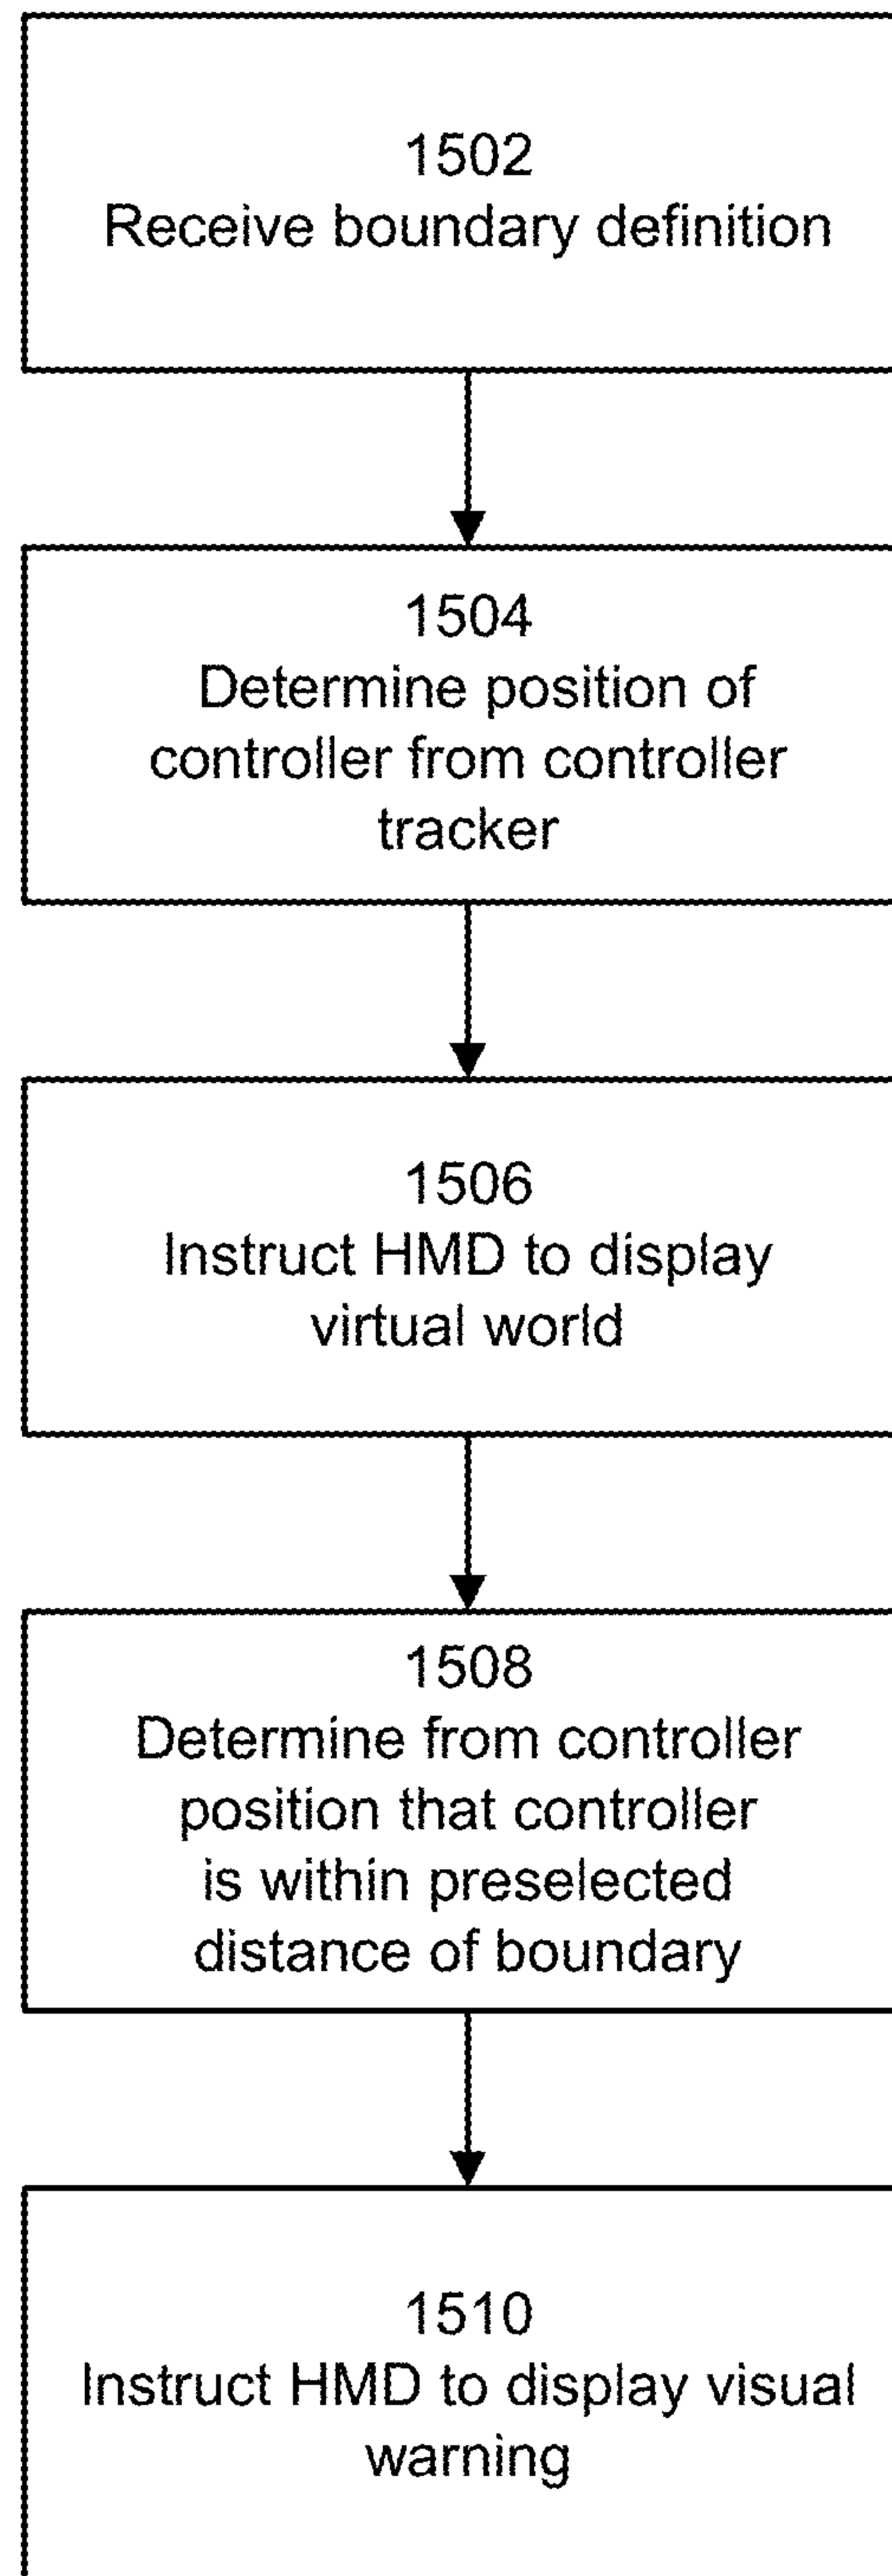 1502
Receive boundary definition
1504
Determine position of
controller from controller
tracker
1506
Instruct HMD to display
virtual world
1508
Determine from controller
position that controller
is within preselected
distance of boundary
1510
Instruct HMD to display visual
warning